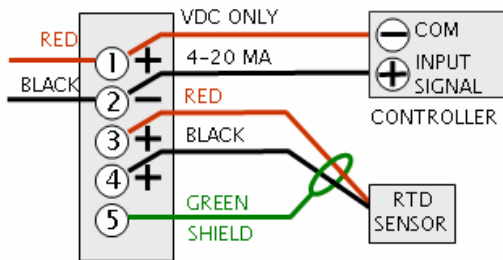 VDC ONLY
RED
1 +
COM
4-20 MA
INPUT
SIGNAL
BLACK
2 −
CONTROLLER
RED
3 +
BLACK
4 +
5
GREEN
SHIELD
RTD
SENSOR